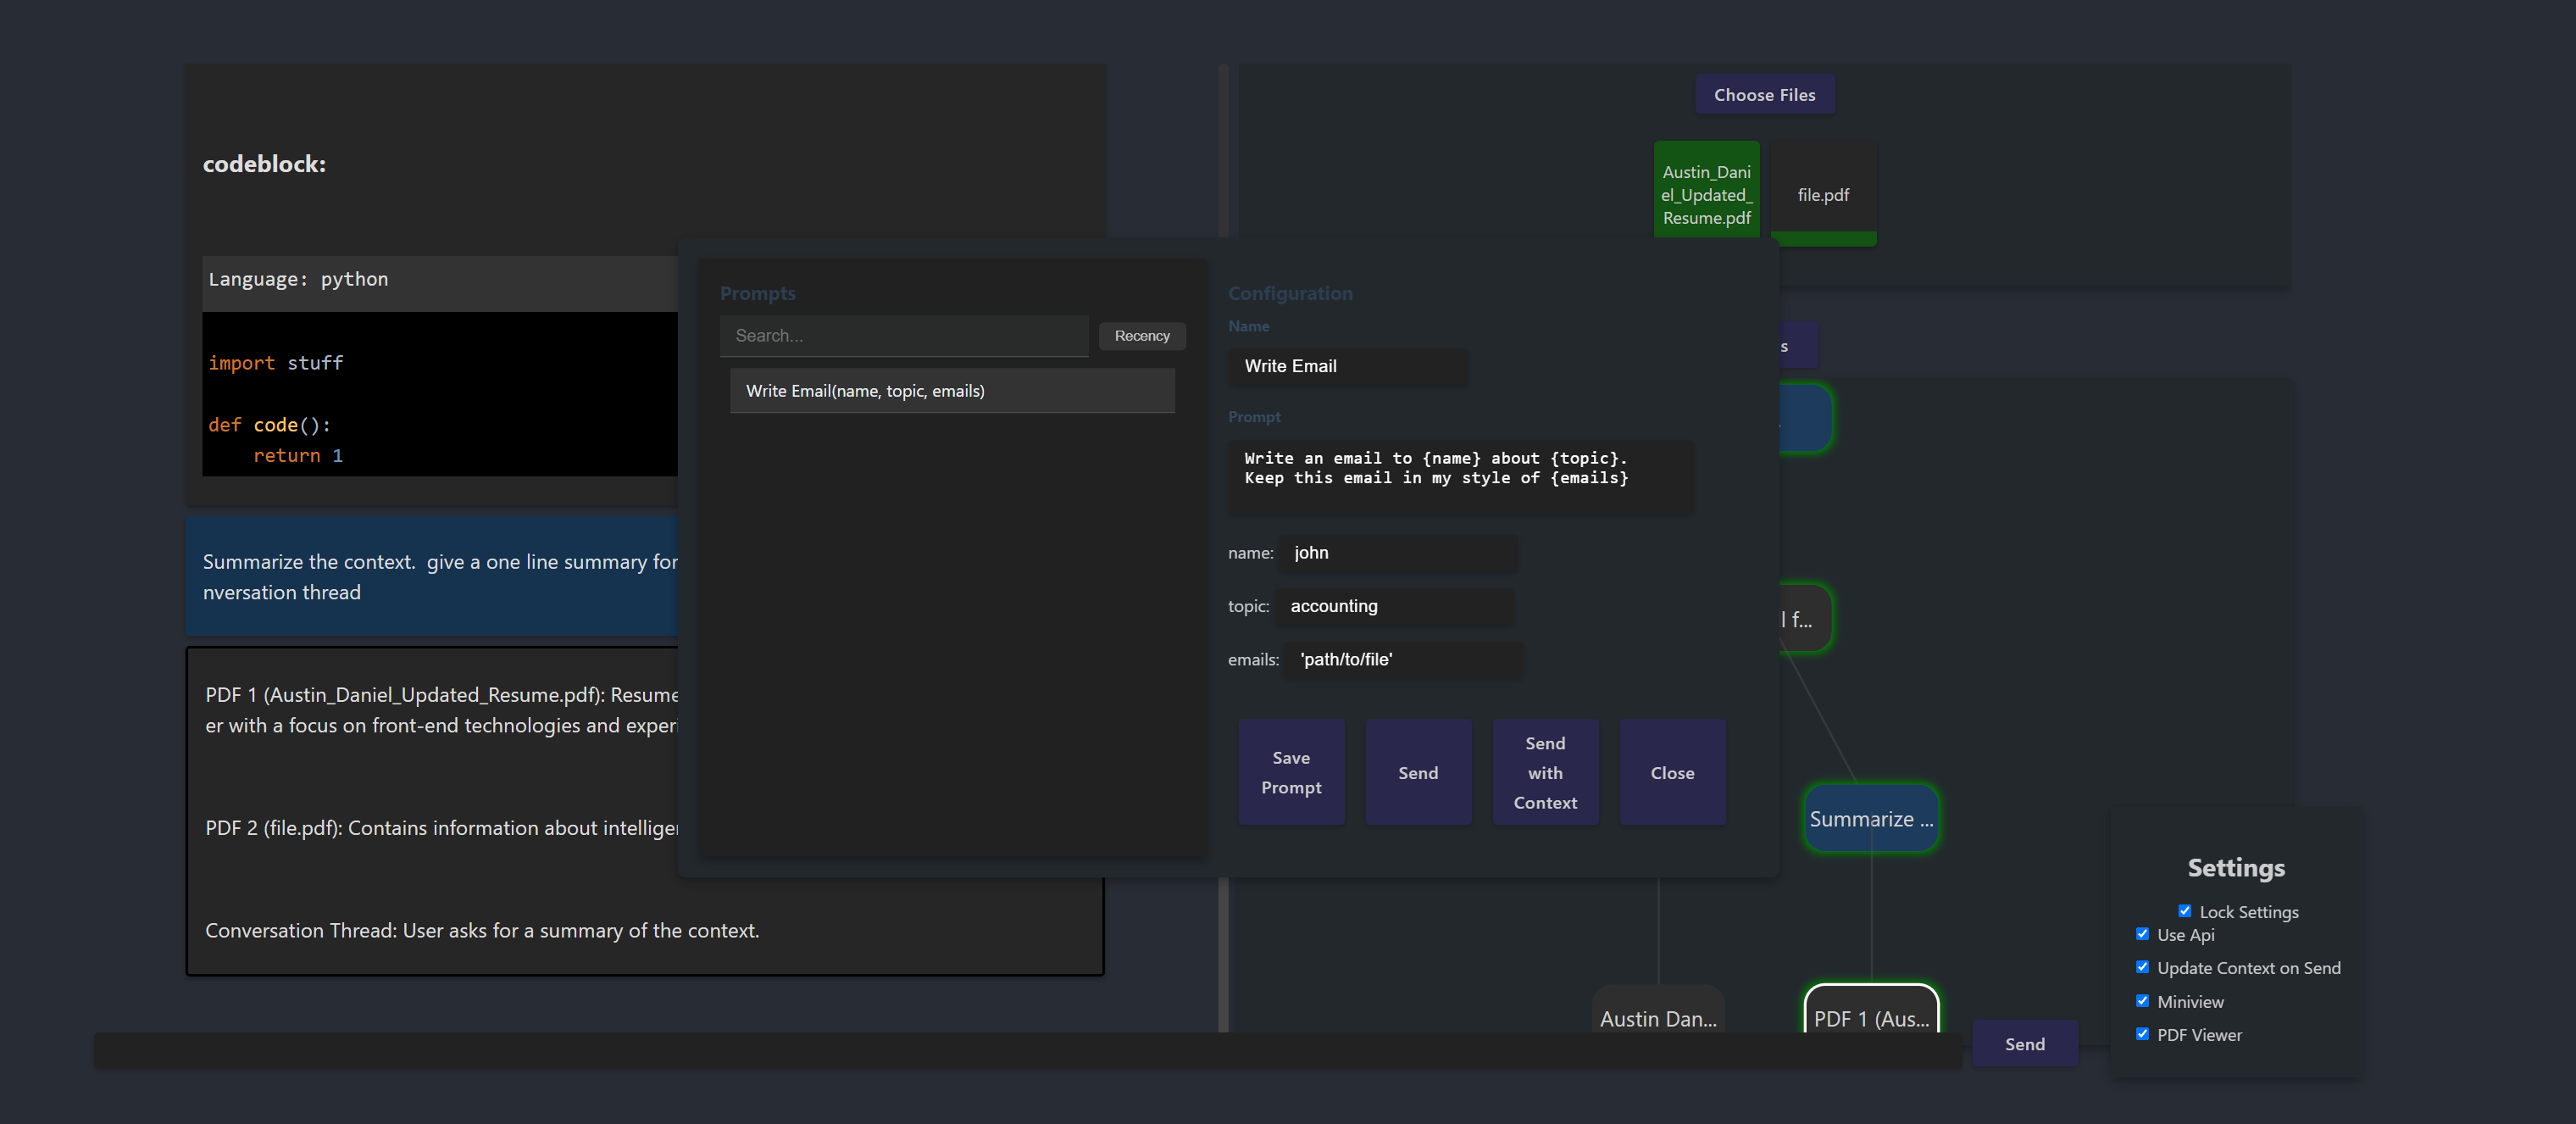 codeblock:
Language: python
import stuff
def code():
return 1
Summarize the context.  give a one line summary for
nversation thread
PDF 1 (Austin_Daniel_Updated_Resume.pdf): Resume
er with a focus on front-end technologies and experi
PDF 2 (file.pdf): Contains information about intelliger
Conversation Thread: User asks for a summary of the context.
Prompts
Search...
Recency
Write Email(name, topic, emails)
Configuration
Name
Write Email
Prompt
Write an email to {name} about {topic}.
Keep this email in my style of {emails}
name:
john
topic:
accounting
emails:
'path/to/file'
Save
Prompt
Send
Send
with
Context
Close
Choose Files
Austin_Dani
el_Updated_
Resume.pdf
file.pdf
s
l f...
Summarize ...
Austin Dan...
PDF 1 (Aus...
Send
Settings
Lock Settings
Use Api
Update Context on Send
Miniview
PDF Viewer